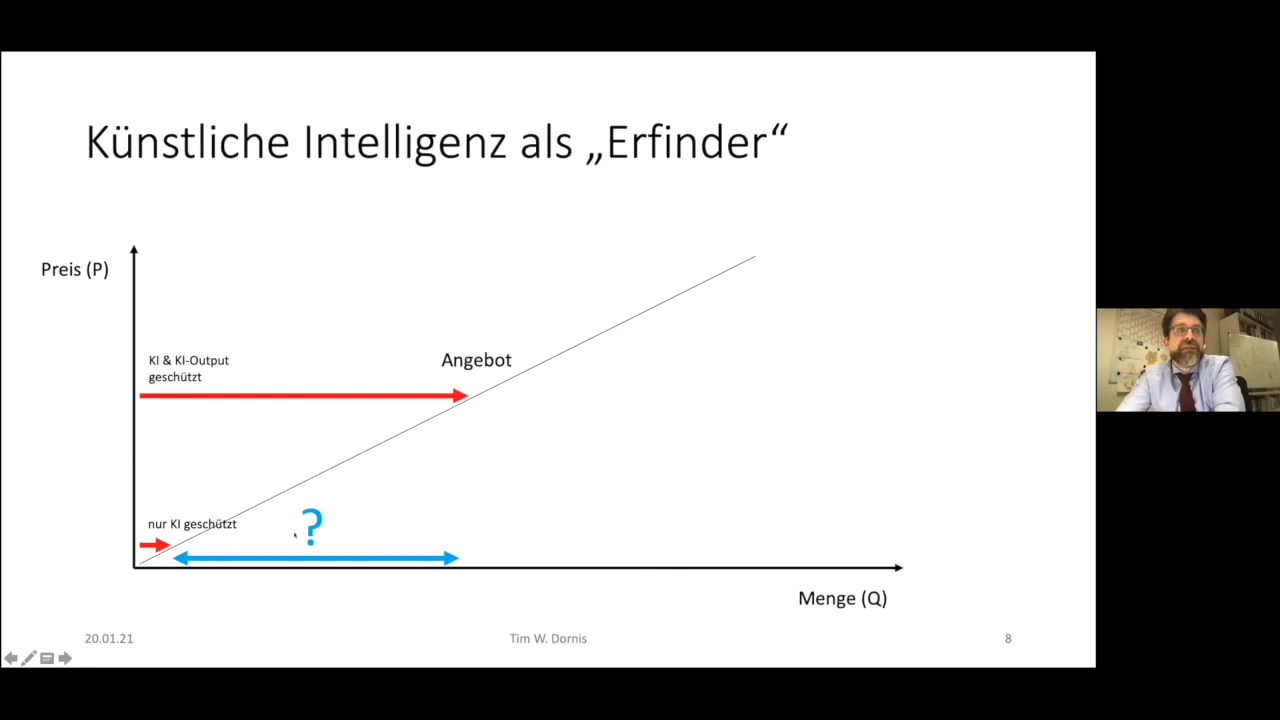 Künstliche Intelligenz als „Erfinder“
Preis (P)
KI & KI-Output
geschützt
Angebot
nur KI geschützt
?
Menge (Q)
20.01.21
Tim W. Dornis
8